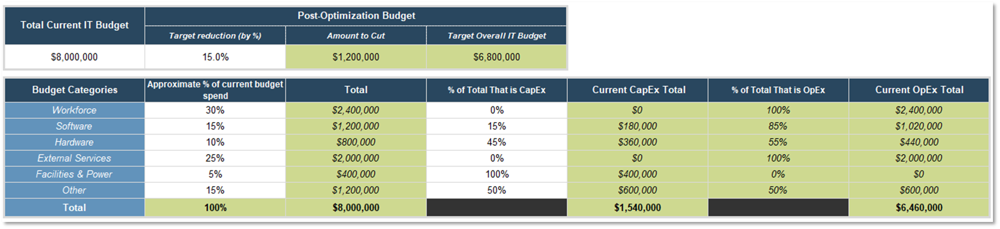 Total Current IT Budget
Post-Optimization Budget
Target reduction (by %) Amount to Cut Target Overall IT Budget
$8,000,000 15.0% $1,200,000 $6,800,000
Budget Categories Approximate % of current budget spend Total % of Total That is CapEx Current CapEx Total % of Total That is OpEx Current OpEx Total
Workforce 30% $2,400,000 0% $0 100% $2,400,000
Software 15% $1,200,000 15% $180,000 85% $1,020,000
Hardware 10% $800,000 45% $360,000 55% $440,000
External Services 25% $2,000,000 0% $0 100% $2,000,000
Facilities & Power 5% $400,000 100% $400,000 0% $0
Other 15% $1,200,000 50% $600,000 50% $600,000
Total 100% $8,000,000 $1,540,000 $6,460,000